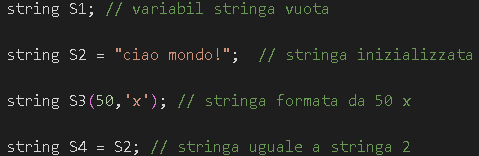 string S1; // variabil stringa vuota
string S2 = "ciao mondo!";  // stringa inizializzata
string S3(50,'x'); // stringa formata da 50 x
string S4 = S2; // stringa uguale a stringa 2